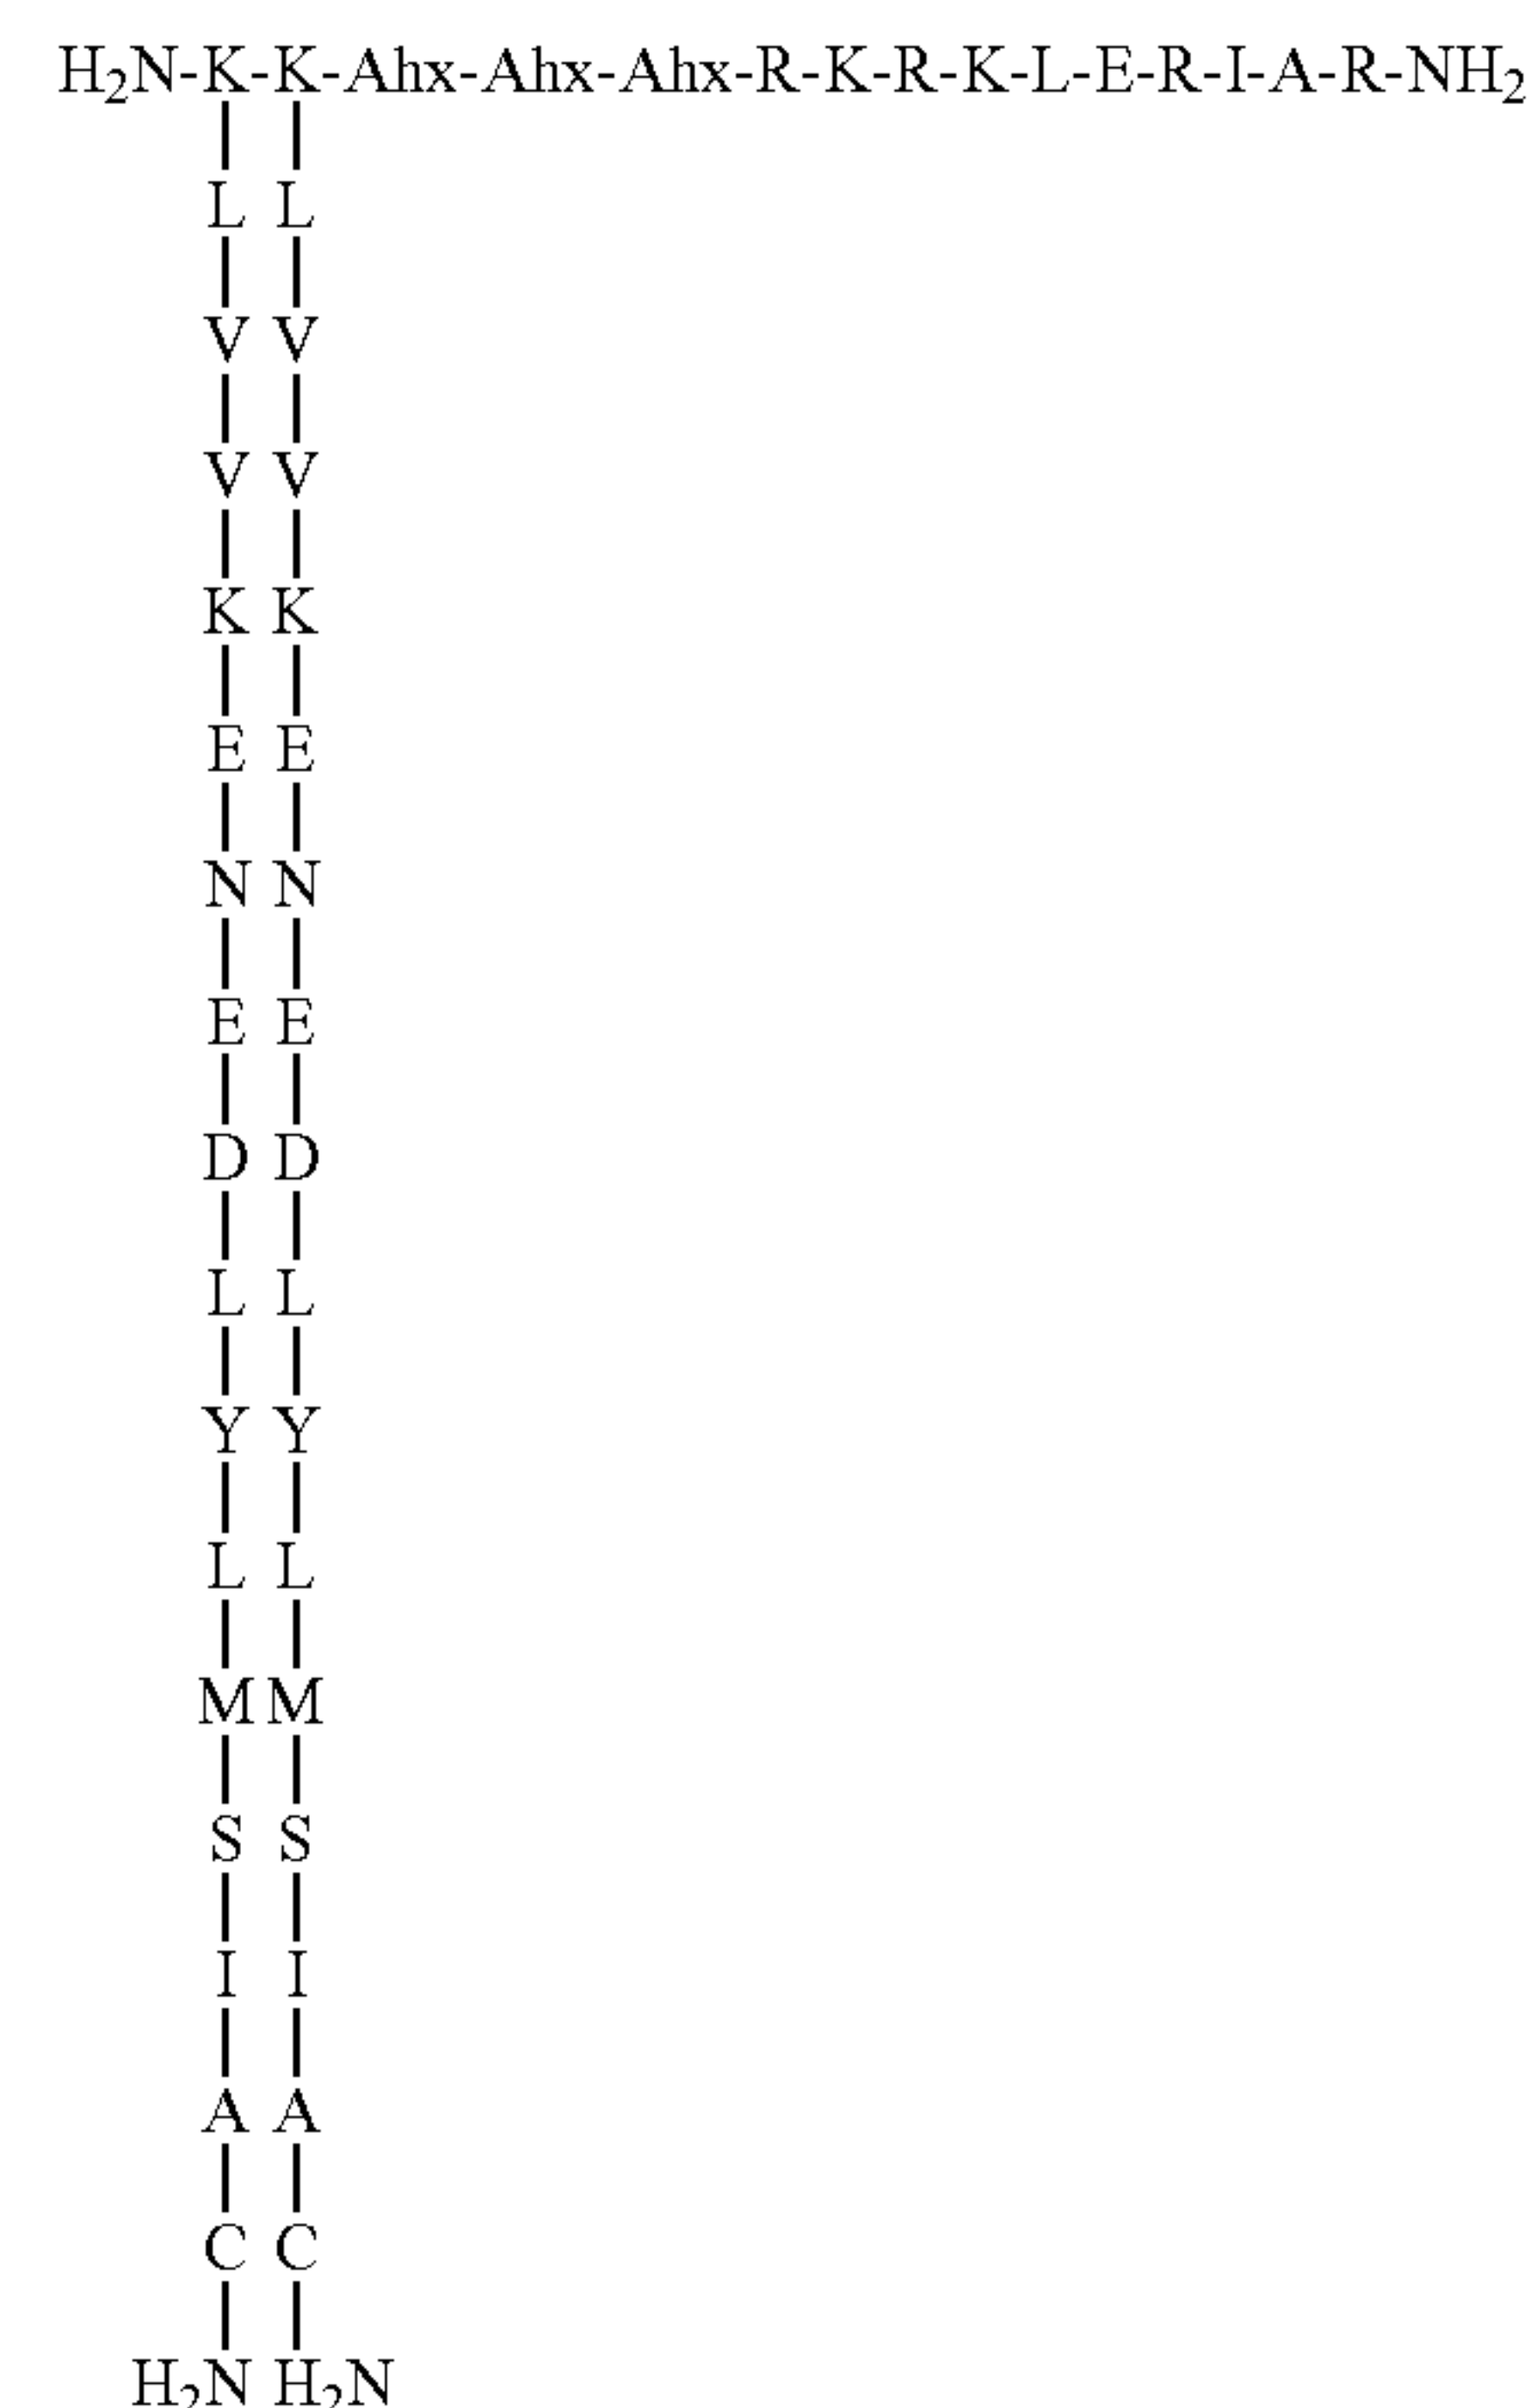 H₂N-K-K-Ahx-Ahx-Ahx-R-K-R-K-L-E-R-I-A-R-NH₂
L L
V V
V V
K K
E E
N N
E E
D D
L L
Y Y
L L
M M
S S
I I
A A
C C
H₂N H₂N